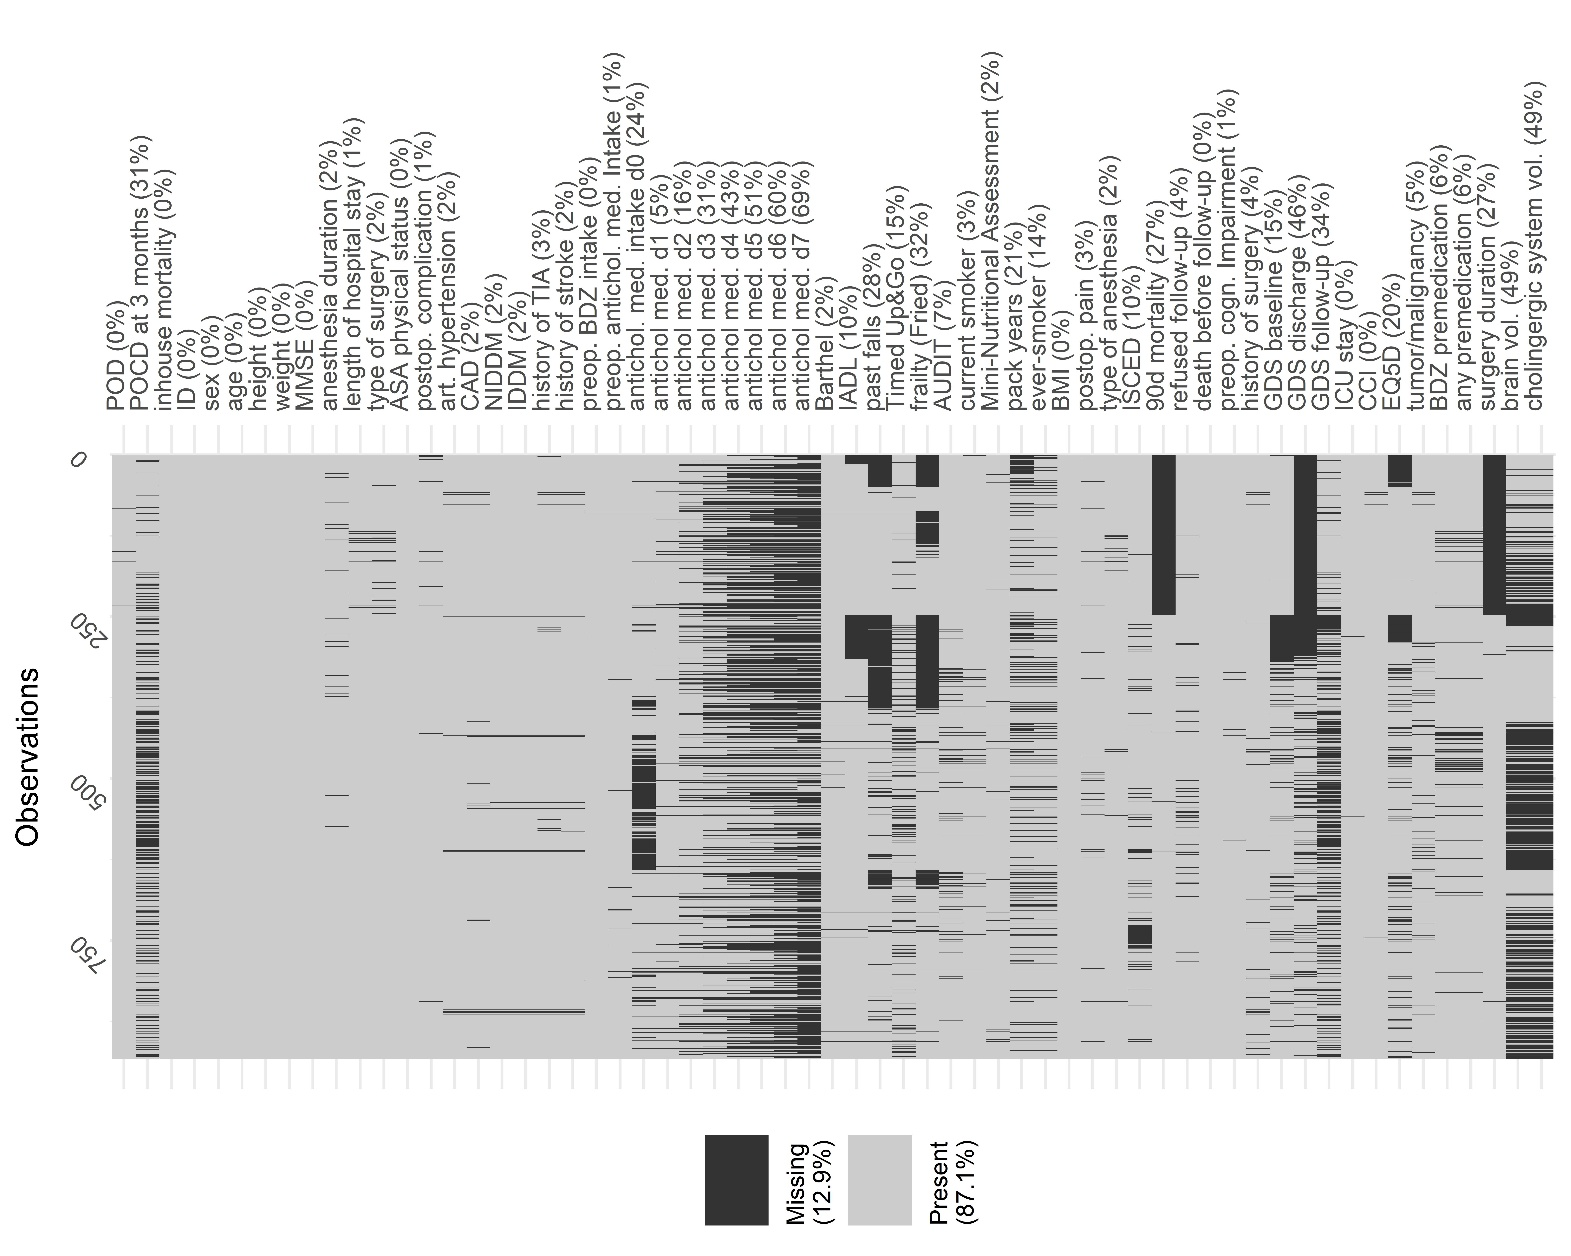 POD (0%)
POCD at 3 months (31%)
inhouse mortality (0%)
ID (0%)
sex (0%)
age (0%)
height (0%)
weight (0%)
MMSE (0%)
anesthesia duration (2%)
length of hospital stay (1%)
type of surgery (2%)
ASA physical status (0%)
postop. complication (1%)
art. hypertension (2%)
CAD (2%)
NIDDM (2%)
IDDM (2%)
history of TIA (3%)
history of stroke (2%)
preop. BDZ intake (0%)
preop. antichol. med. Intake (1%)
antichol. med. intake d0 (24%)
antichol med. d1 (5%)
antichol med. d2 (16%)
antichol med. d3 (31%)
antichol med. d4 (43%)
antichol med. d5 (51%)
antichol med. d6 (60%)
antichol med. d7 (69%)
Barthel (2%)
IADL (10%)
past falls (28%)
Timed Up&Go (15%)
frailty (Fried) (32%)
AUDIT (7%)
current smoker (3%)
Mini-Nutritional Assessment (2%)
pack years (21%)
ever-smoker (14%)
BMI (0%)
postop. pain (3%)
type of anesthesia (2%)
ISCED (10%)
90d mortality (27%)
refused follow-up (4%)
death before follow-up (0%)
preop. cogn. Impairment (1%)
history of surgery (4%)
GDS baseline (15%)
GDS discharge (46%)
GDS follow-up (34%)
ICU stay (0%)
CCI (0%)
EQ5D (20%)
tumor/malignancy (5%)
BDZ premedication (6%)
any premedication (6%)
surgery duration (27%)
brain vol. (49%)
cholingergic system vol. (49%)
Observations
0
250
500
750
Missing
(12.9%)
Present
(87.1%)